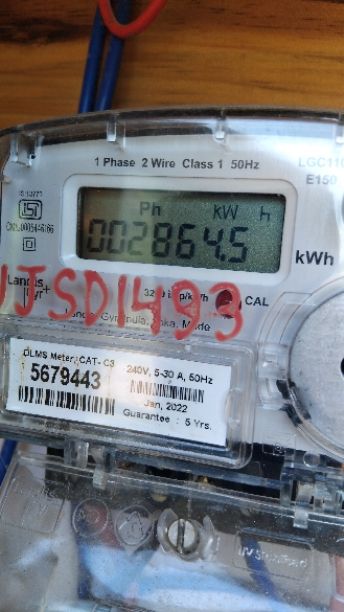 1 Phase 2 Wire Class 1 50Hz
LGC110
E150
Ph kW h
002864.5
kWh
ISI
Landis
Gyr+
imp/kWh
CAL
JSD1493
DLMS Meter, CAT- C3
5679443
240V, 5-30 A, 50Hz
Jan, 2022
Guarantee : 5 Yrs.